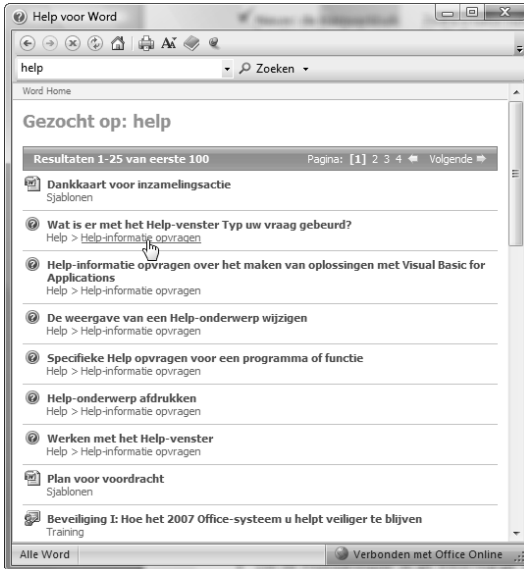 Help voor Word
help
Zoeken
Word Home
Gezocht op: help
Resultaten 1-25 van eerste 100 Pagina: [1] 2 3 4 Volgende
Dankkaart voor inzamelingsactie
Sjablonen
Wat is er met het Help-venster Typ uw vraag gebeurd?
Help > Help-informatie opvragen
Help-informatie opvragen over het maken van oplossingen met Visual Basic for
Applications
Help > Help-informatie opvragen
De weergave van een Help-onderwerp wijzigen
Help > Help-informatie opvragen
Specifieke Help opvragen voor een programma of functie
Help > Help-informatie opvragen
Help-onderwerp afdrukken
Help > Help-informatie opvragen
Werken met het Help-venster
Help > Help-informatie opvragen
Plan voor voordracht
Sjablonen
Beveiliging I: Hoe het 2007 Office-systeem u helpt veiliger te blijven
Training
Alle Word Verbonden met Office Online